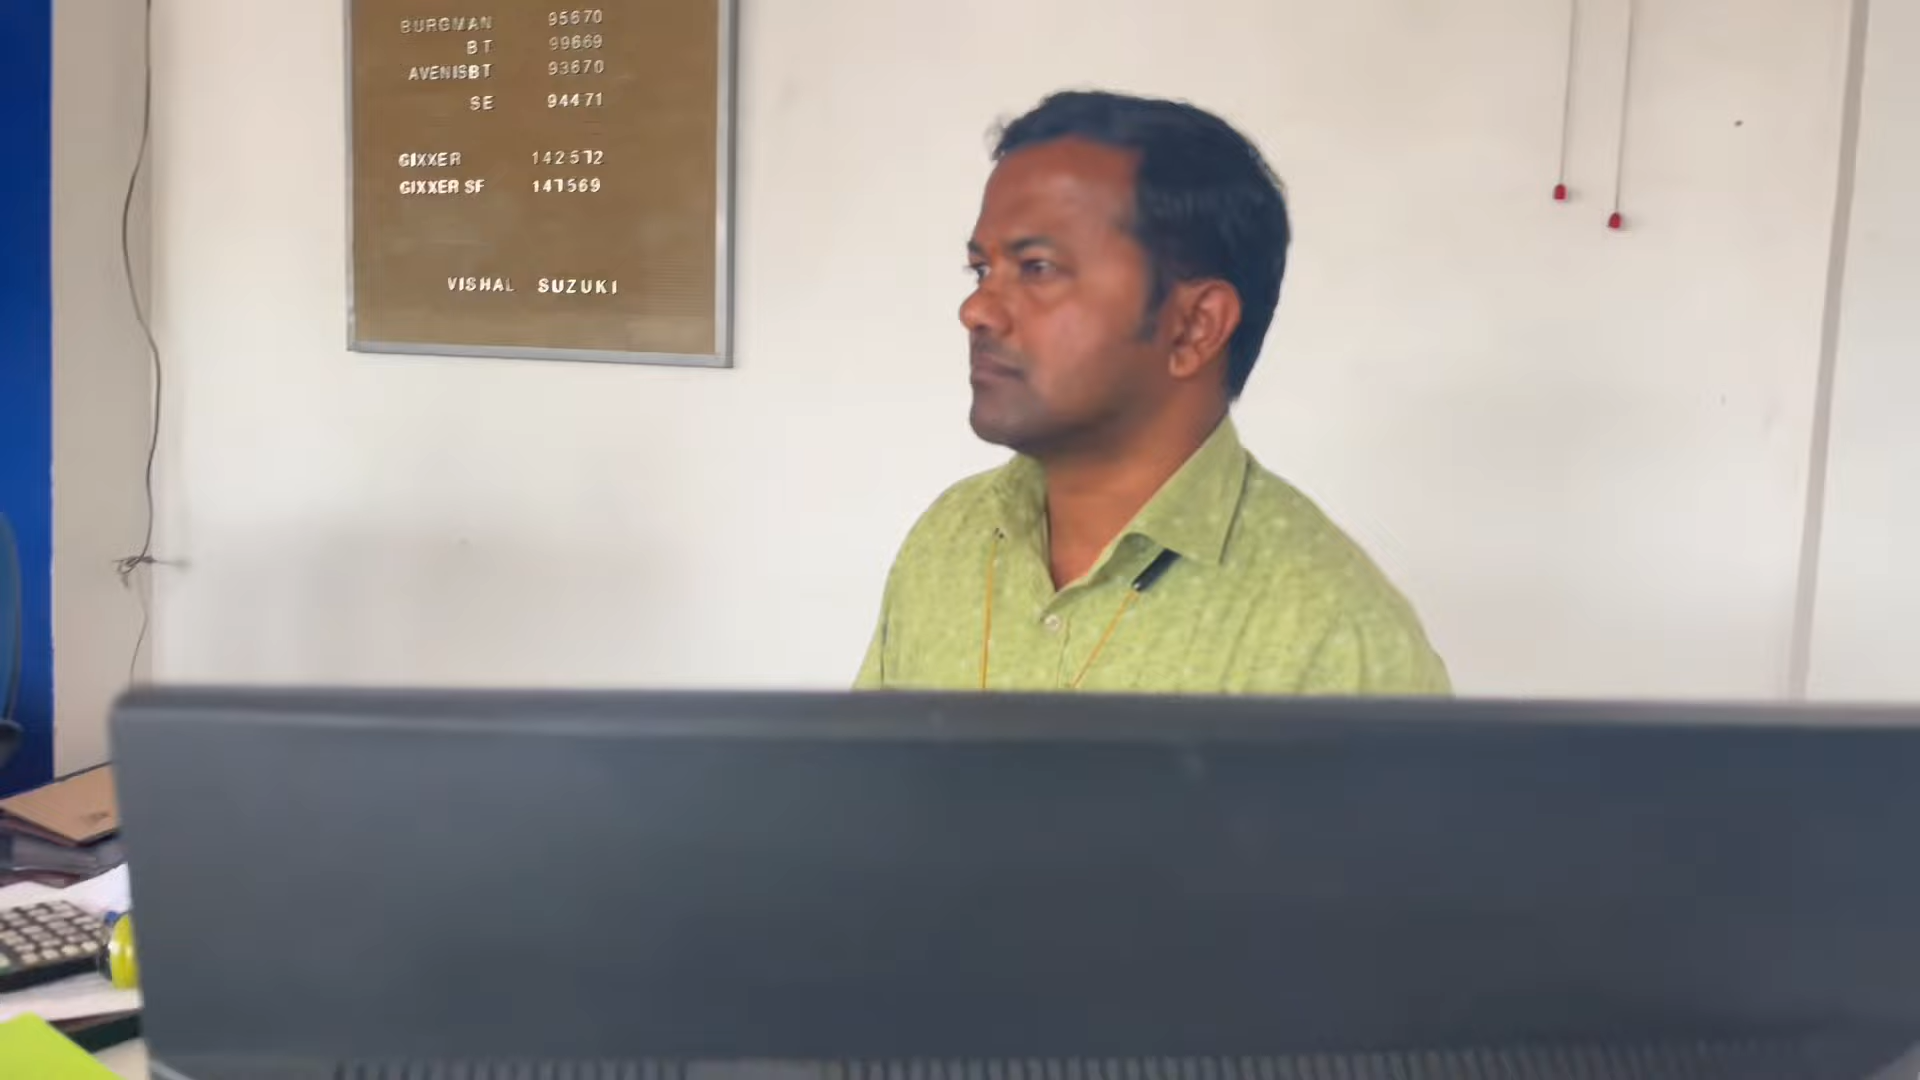 BURGMAN 95670
BT 99669
AVENISBT 93670
SE 94471
GIXXER 142572
GIXXER SF 147569
VISHAL SUZUKI